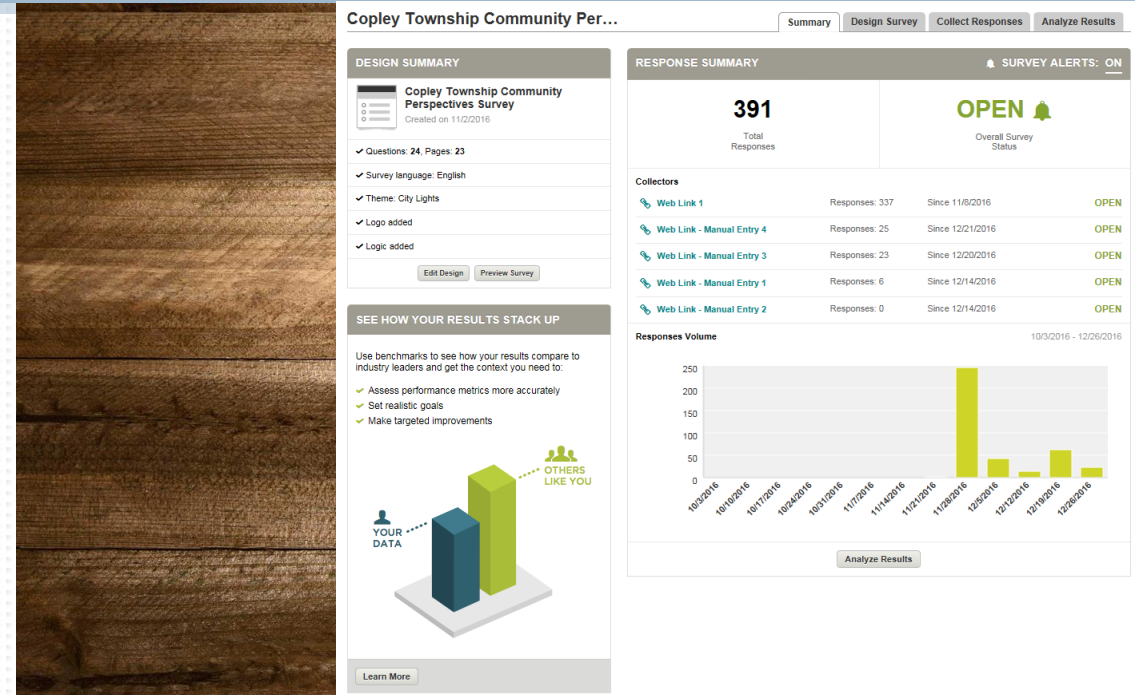 Copley Township Community Per...
Summary
Design Survey
Collect Responses
Analyze Results
DESIGN SUMMARY
Copley Township Community
Perspectives Survey
Created on 11/2/2016
Questions: 24, Pages: 23
Survey language: English
Theme: City Lights
Logo added
Logic added
Edit Design
Preview Survey
SEE HOW YOUR RESULTS STACK UP
Use benchmarks to see how your results compare to
industry leaders and get the context you need to:
Assess performance metrics more accurately
Set realistic goals
Make targeted improvements
OTHERS
LIKE YOU
YOUR
DATA
Learn More
RESPONSE SUMMARY
SURVEY ALERTS: ON
391
Total
Responses
OPEN
Overall Survey
Status
Collectors
Web Link 1 Responses: 337 Since 11/8/2016 OPEN
Web Link - Manual Entry 4 Responses: 25 Since 12/21/2016 OPEN
Web Link - Manual Entry 3 Responses: 23 Since 12/20/2016 OPEN
Web Link - Manual Entry 1 Responses: 6 Since 12/14/2016 OPEN
Web Link - Manual Entry 2 Responses: 0 Since 12/14/2016 OPEN
Responses Volume 10/3/2016 - 12/26/2016
250
200
150
100
50
0
10/3/2016
10/10/2016
10/17/2016
10/24/2016
10/31/2016
11/7/2016
11/14/2016
11/21/2016
11/28/2016
12/5/2016
12/12/2016
12/19/2016
12/26/2016
Analyze Results